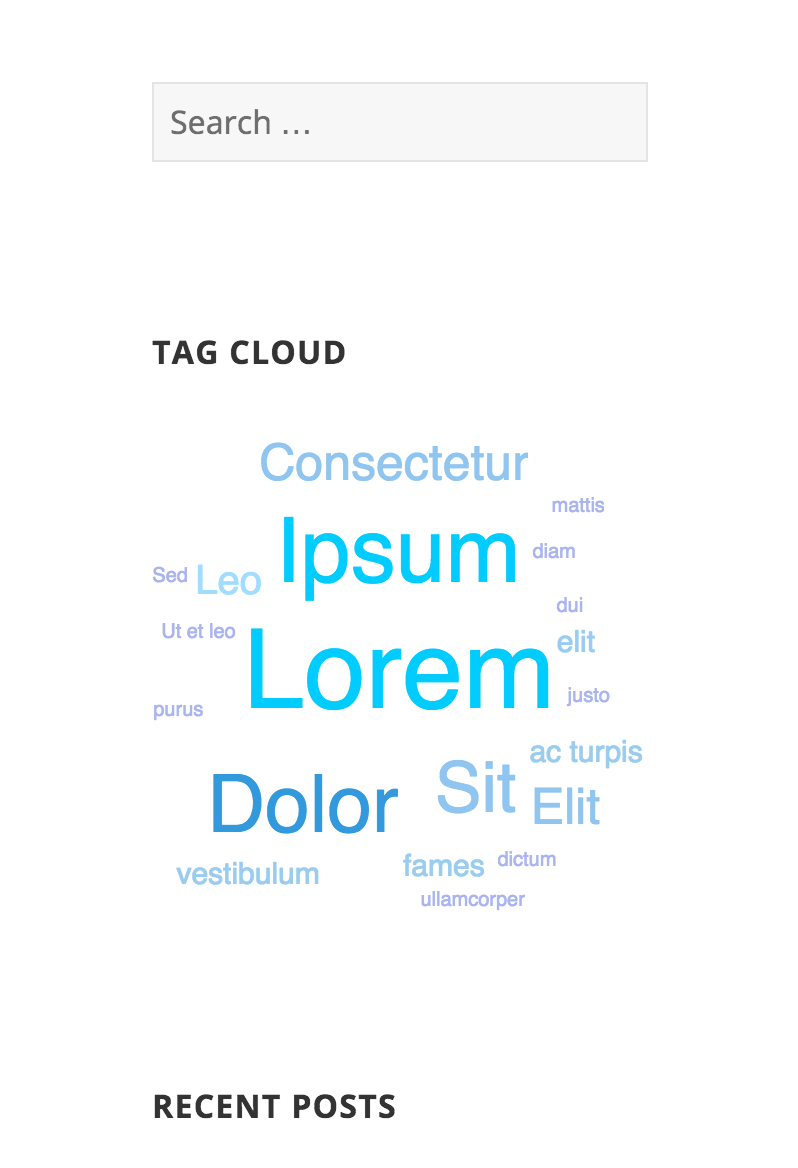 Search …
TAG CLOUD
Consectetur
mattis
Ipsum
diam
Sed
Leo
dui
Ut et leo
elit
Lorem
justo
purus
ac turpis
Sit
Dolor
Elit
dictum
fames
vestibulum
ullamcorper
RECENT POSTS